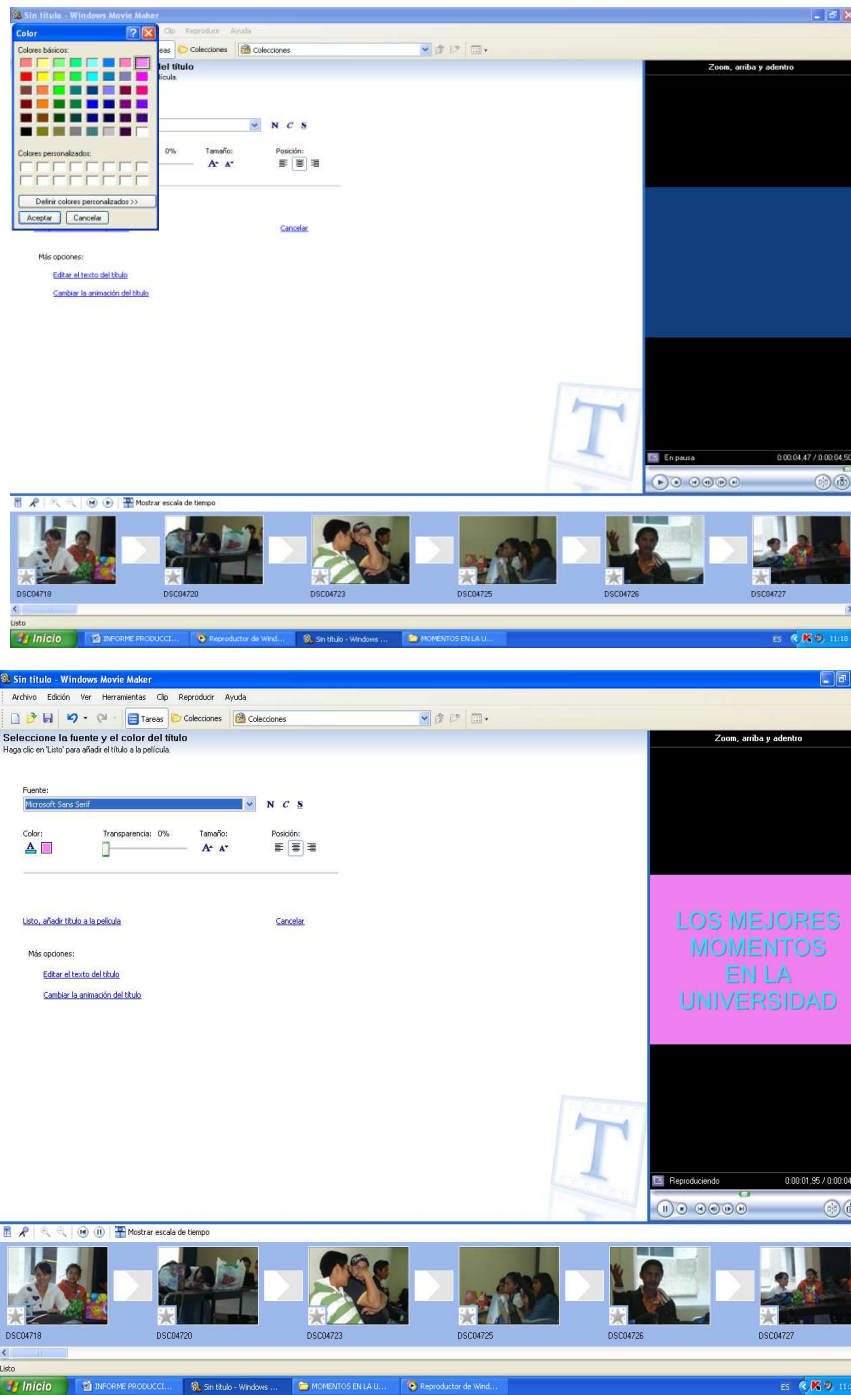 Sin título - Windows Movie Maker
Color
Clip Reproducir Ayuda
Colores básicos:
Colecciones Colecciones
Zoom, arriba y adentro
N C S
Colores personalizados:
0% Tamaño: Posición:
Definir colores personalizados >>
Aceptar Cancelar
Cancelar
Más opciones:
Editar el texto del título
Cambiar la animación del título
T
En pausa 0:00:04,47 / 0:00:04,50
Mostrar escala de tiempo
DSC04718 DSC04720 DSC04723 DSC04725 DSC04726 DSC04727
Listo
Inicio INFORME PRODUCCI... Reproductor de Wind... Sin título - Windows ... MOMENTOS EN LA U... ES 11:18
Sin título - Windows Movie Maker
Archivo Edición Ver Herramientas Clip Reproducir Ayuda
Tareas Colecciones Colecciones
Seleccione la fuente y el color del título
Haga clic en 'Listo' para añadir el título a la película.
Zoom, arriba y adentro
Fuente:
Microsoft Sans Serif N C S
Color: Transparencia: 0% Tamaño: Posición:
Listo, añadir título a la película Cancelar
Más opciones:
Editar el texto del título
Cambiar la animación del título
LOS MEJORES
MOMENTOS
EN LA
UNIVERSIDAD
T
Reproduciendo 0:00:01,95 / 0:00:04
Mostrar escala de tiempo
DSC04718 DSC04720 DSC04723 DSC04725 DSC04726 DSC04727
Listo
Inicio INFORME PRODUCCI... Sin título - Windows ... MOMENTOS EN LA U... Reproductor de Wind... ES